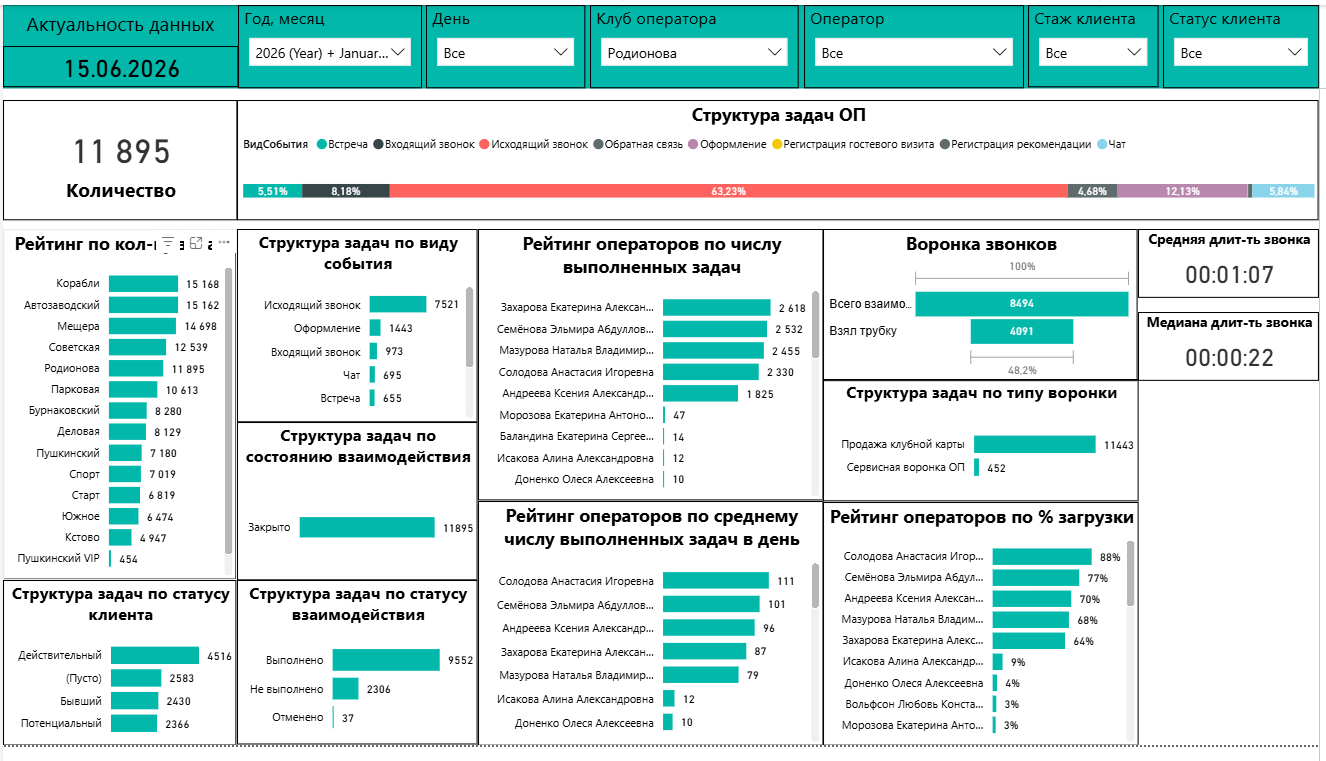 Актуальность данных
15.06.2026
Год, месяц
2026 (Year) + Januar...
День
Все
Клуб оператора
Родионова
Оператор
Все
Стаж клиента
Все
Статус клиента
Все
11 895
Количество
Структура задач ОП
ВидСобытия Встреча Входящий звонок Исходящий звонок Обратная связь Оформление Регистрация гостевого визита Регистрация рекомендации Чат
5,51% 8,18% 63,23% 4,68% 12,13% 5,84%
Рейтинг по кол-
Корабли 15 168
Автозаводский 15 162
Мещера 14 698
Советская 12 539
Родионова 11 895
Парковая 10 613
Бурнаковский 8 280
Деловая 8 129
Пушкинский 7 180
Спорт 7 019
Старт 6 819
Южное 6 474
Кстово 4 947
Пушкинский VIP 454
Структура задач по статусу
клиента
Действительный 4516
(Пусто) 2583
Бывший 2430
Потенциальный 2366
Структура задач по виду
события
Исходящий звонок 7521
Оформление 1443
Входящий звонок 973
Чат 695
Встреча 655
Структура задач по
состоянию взаимодействия
Закрыто 11895
Структура задач по статусу
взаимодействия
Выполнено 9552
Не выполнено 2306
Отменено 37
Рейтинг операторов по числу
выполненных задач
Захарова Екатерина Алексан... 2 618
Семёнова Эльмира Абдуллов... 2 532
Мазурова Наталья Владимир... 2 455
Солодова Анастасия Игоревна 2 330
Андреева Ксения Александр... 1 825
Морозова Екатерина Антоно... 47
Баландина Екатерина Сергее... 14
Исакова Алина Александровна 12
Доненко Олеся Алексеевна 10
Рейтинг операторов по среднему
числу выполненных задач в день
Солодова Анастасия Игоревна 111
Семёнова Эльмира Абдуллов... 101
Андреева Ксения Александр... 96
Захарова Екатерина Алексан... 87
Мазурова Наталья Владимир... 79
Исакова Алина Александровна 12
Доненко Олеся Алексеевна 10
Воронка звонков
100%
Всего взаимо... 8494
Взял трубку 4091
48,2%
Структура задач по типу воронки
Продажа клубной карты 11443
Сервисная воронка ОП 452
Рейтинг операторов по % загрузки
Солодова Анастасия Игор... 88%
Семёнова Эльмира Абдул... 77%
Андреева Ксения Алексан... 70%
Мазурова Наталья Владим... 68%
Захарова Екатерина Алекс... 64%
Исакова Алина Александр... 9%
Доненко Олеся Алексеевна 4%
Вольфсон Любовь Конста... 3%
Морозова Екатерина Анто... 3%
Средняя длит-ть звонка
00:01:07
Медиана длит-ть звонка
00:00:22